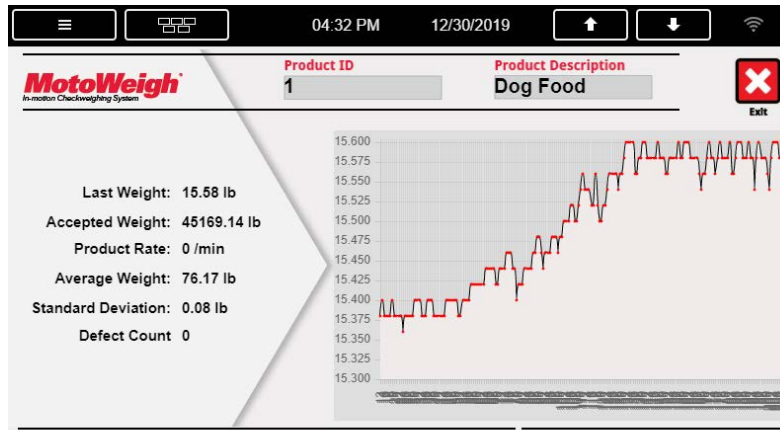 04:32 PM 12/30/2019
Product ID Product Description
MotoWeigh
In-motion Checkweighing System
1 Dog Food
Exit
Last Weight: 15.58 lb
Accepted Weight: 45169.14 lb
Product Rate: 0 /min
Average Weight: 76.17 lb
Standard Deviation: 0.08 lb
Defect Count 0
15.600
15.575
15.550
15.525
15.500
15.475
15.450
15.425
15.400
15.375
15.350
15.325
15.300